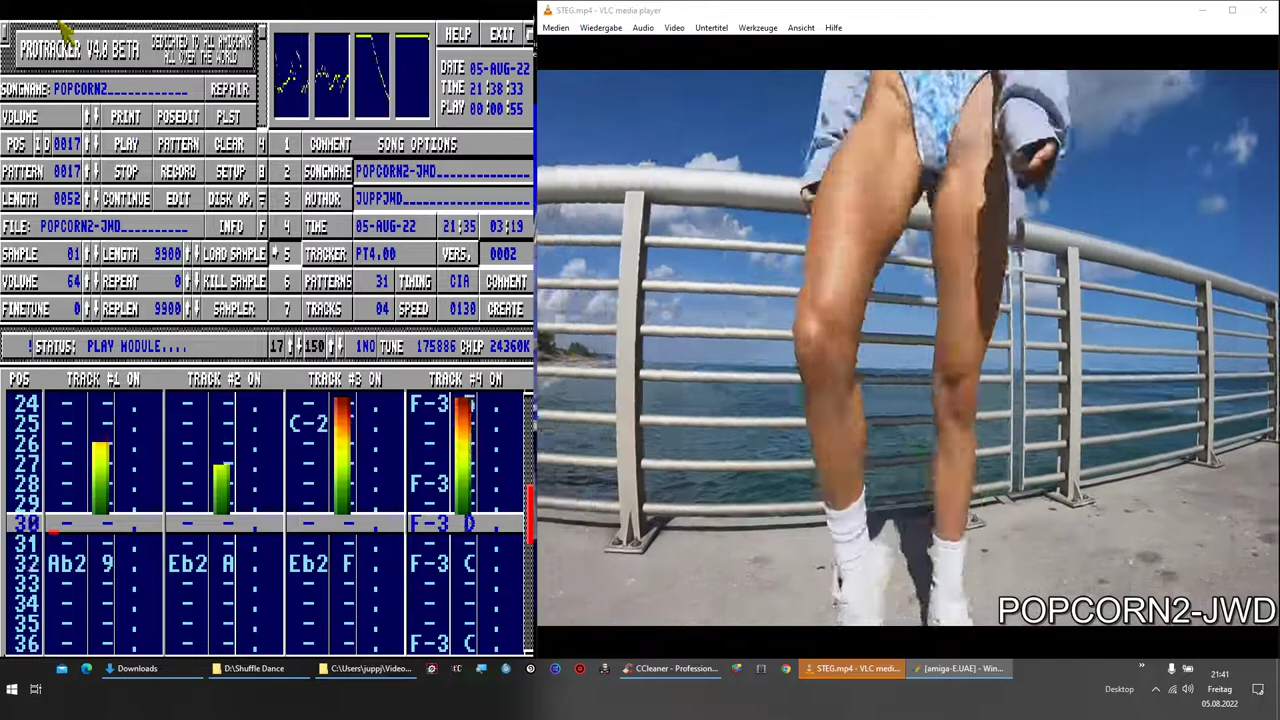 PROTRACKER V4.0 BETA
DEDICATED TO ALL AMIGIANS
ALL OVER THE WORLD
SONGNAME: POPCORN2
REPAIR
VOLUME PRINT POSEDIT PLST
POS I D 0017 PLAY PATTERN CLEAR
PATTERN 0017 STOP RECORD SETUP
LENGTH 0052 CONTINUE EDIT DISK OP.
FILE: POPCORN2-JWD INFO
SAMPLE 01 LENGTH 9900 LOAD SAMPLE
VOLUME 64 REPEAT 0 KILL SAMPLE
FINETUNE 0 REPLEN 9900 SAMPLER
HELP EXIT
DATE 05-AUG-22
TIME 21:38:33
PLAY 00:00:55
1 COMMENT SONG OPTIONS
2 SONGNAME POPCORN2-JWD
3 AUTHOR JUPPJWD
4 TIME 05-AUG-22 21:35 03:19
5 TRACKER PT4.00 VERS. 0002
6 PATTERNS 31 TIMING CIA COMMENT
7 TRACKS 04 SPEED 0130 CREATE
STATUS: PLAY MODULE.... 17 150 1NO TUNE 175886 CHIP 24360K
POS TRACK #1 ON TRACK #2 ON TRACK #3 ON TRACK #4 ON
24 - - . - - . - . F-3 .
25 - - . - - . C-2 . - .
26 - . - . - . - .
27 - . - . - . - .
28 - . - . - . F-3 .
29 - . - . - . - .
30 - - . - - . - - . F-3 D .
31 - - . - - . - - . - - .
32 Ab2 9 . Eb2 A . Eb2 F . F-3 C .
33 - - . - - . - - . - - .
34 - - . - - . - - . - - .
35 - - . - - . - - . - - .
36 - - . - - . - - . F-3 C .
STEG.mp4 - VLC media player
Medien Wiedergabe Audio Video Untertitel Werkzeuge Ansicht Hilfe
POPCORN2-JWD
Downloads
D:\Shuffle Dance
C:\Users\juppj\Video...
CCleaner - Profession...
STEG.mp4 - VLC medi...
[amiga-E.UAE] - Win...
Desktop
21:41
Freitag
05.08.2022